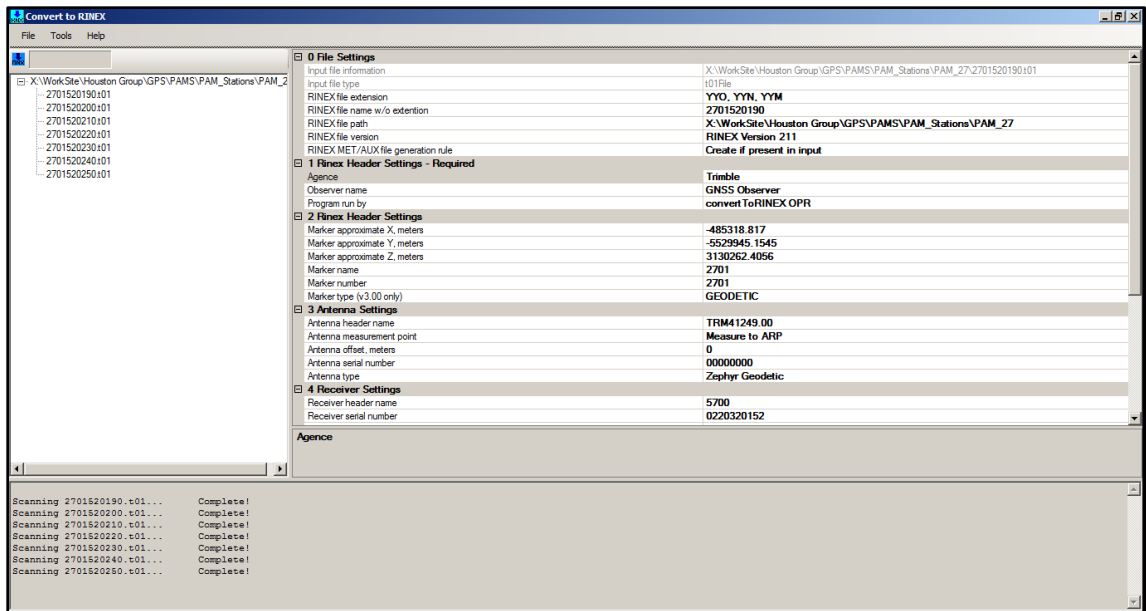 Convert to RINEX
File Tools Help
X:\WorkSite\Houston Group\GPS\PAMS\PAM_Stations\PAM_2
2701520190.t01
2701520200.t01
2701520210.t01
2701520220.t01
2701520230.t01
2701520240.t01
2701520250.t01
0 File Settings
Input file information X:\WorkSite\Houston Group\GPS\PAMS\PAM_Stations\PAM_27\2701520190.t01
Input file type t01File
RINEX file extension YYO, YYN, YYM
RINEX file name w/o extention 2701520190
RINEX file path X:\WorkSite\Houston Group\GPS\PAMS\PAM_Stations\PAM_27
RINEX file version RINEX Version 211
RINEX MET/AUX file generation rule Create if present in input
1 Rinex Header Settings - Required
Agence Trimble
Observer name GNSS Observer
Program run by convertToRINEX OPR
2 Rinex Header Settings
Marker approximate X, meters -485318.817
Marker approximate Y, meters -5529945.1545
Marker approximate Z, meters 3130262.4056
Marker name 2701
Marker number 2701
Marker type (v3.00 only) GEODETIC
3 Antenna Settings
Antenna header name TRM41249.00
Antenna measurement point Measure to ARP
Antenna offset, meters 0
Antenna serial number 00000000
Antenna type Zephyr Geodetic
4 Receiver Settings
Receiver header name 5700
Receiver serial number 0220320152
Agence
Scanning 2701520190.t01... Complete!
Scanning 2701520200.t01... Complete!
Scanning 2701520210.t01... Complete!
Scanning 2701520220.t01... Complete!
Scanning 2701520230.t01... Complete!
Scanning 2701520240.t01... Complete!
Scanning 2701520250.t01... Complete!